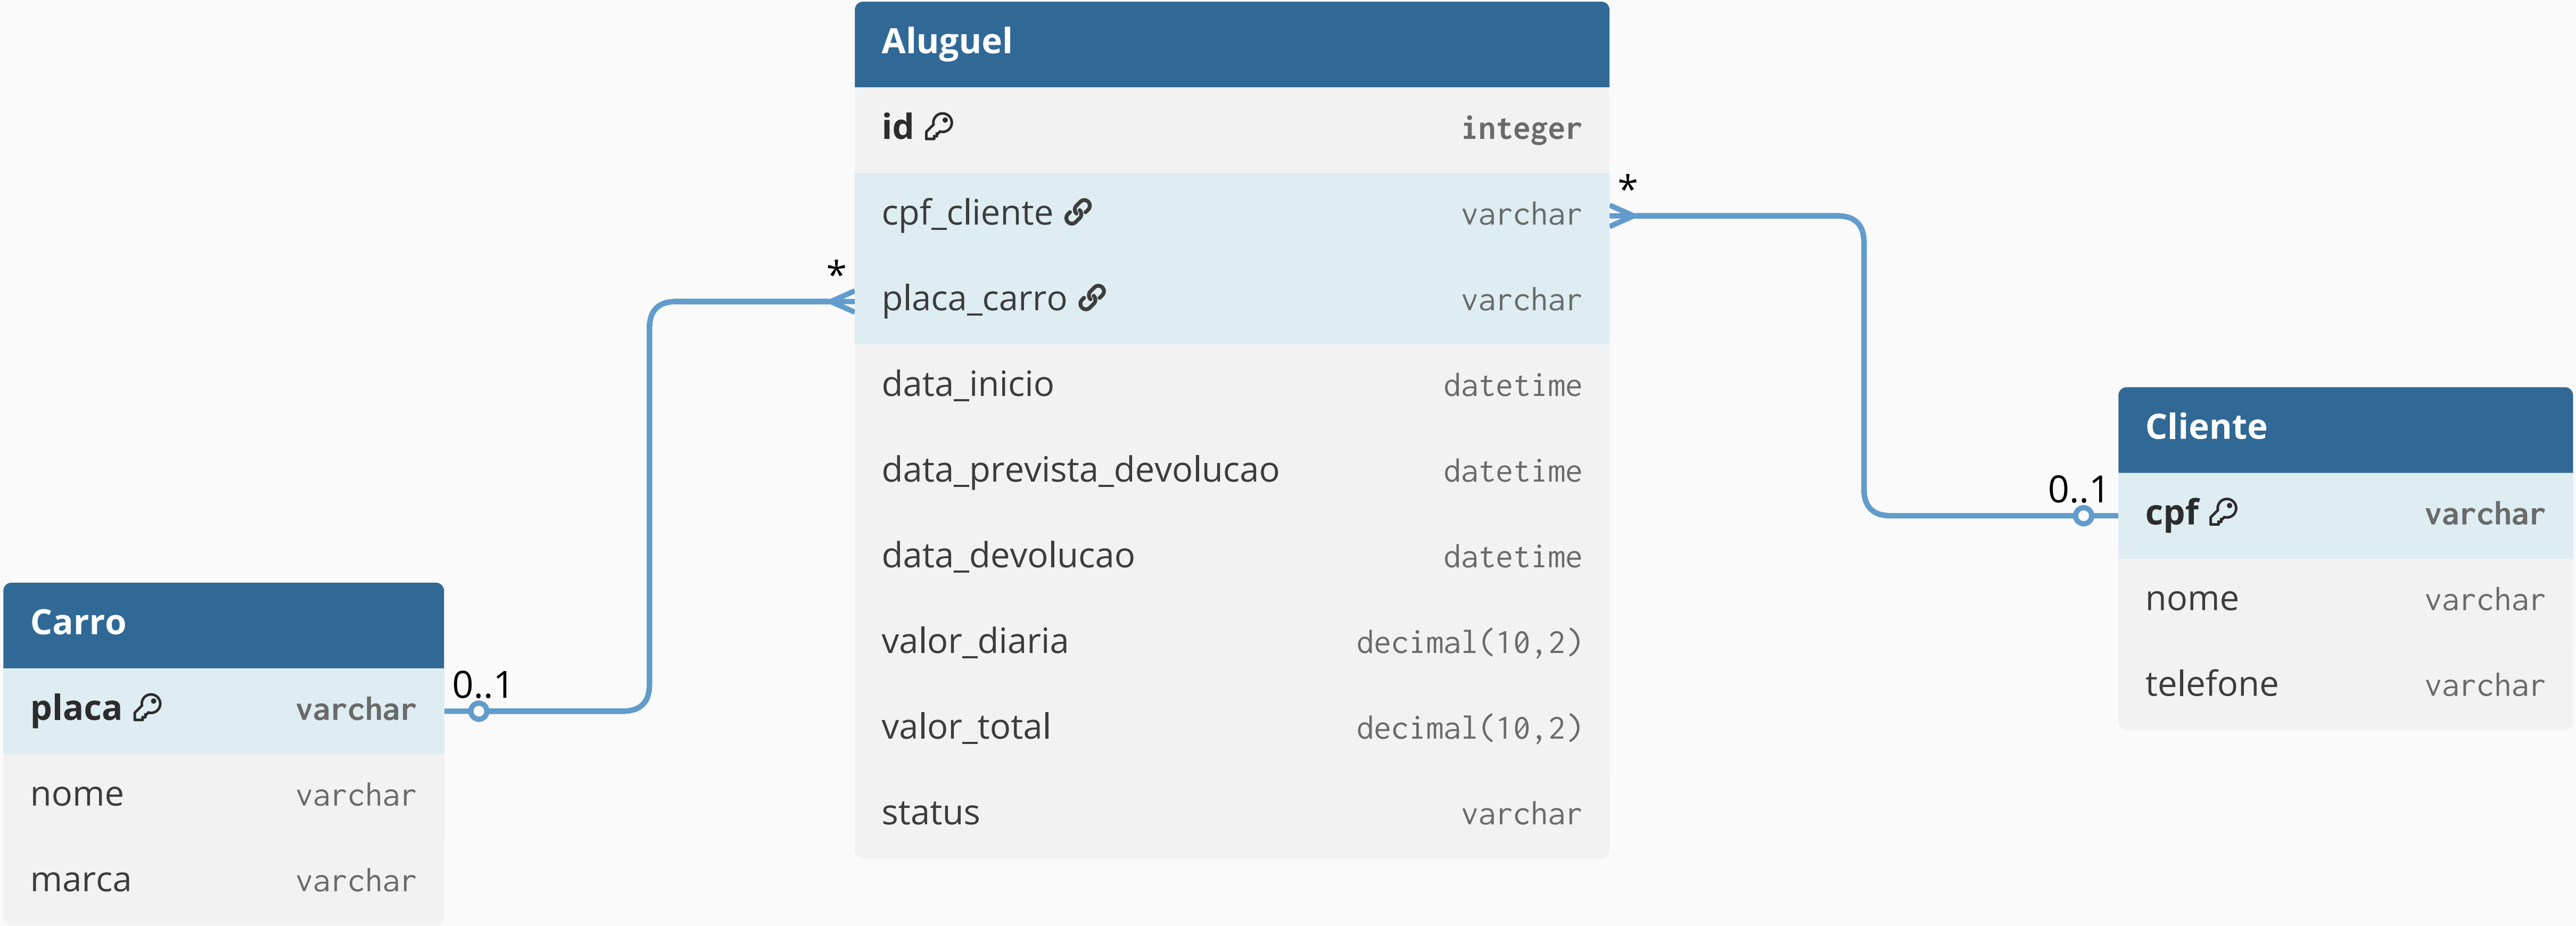 Aluguel
id integer
cpf_cliente varchar
*
placa_carro varchar
*
data_inicio datetime
data_prevista_devolucao datetime
data_devolucao datetime
valor_diaria decimal(10,2)
valor_total decimal(10,2)
status varchar
Carro
placa varchar
0..1
nome varchar
marca varchar
Cliente
0..1
cpf varchar
nome varchar
telefone varchar